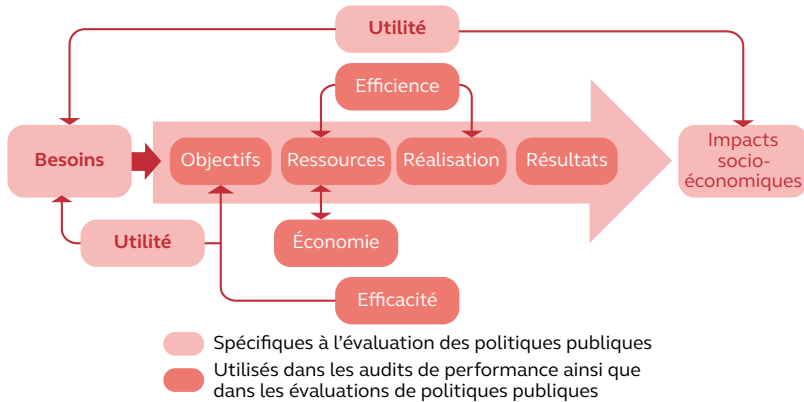 Utilité
Efficience
Besoins
Objectifs
Ressources
Réalisation
Résultats
Impacts
socio-
économiques
Utilité
Économie
Efficacité
Spécifiques à l’évaluation des politiques publiques
Utilisés dans les audits de performance ainsi que
dans les évaluations de politiques publiques